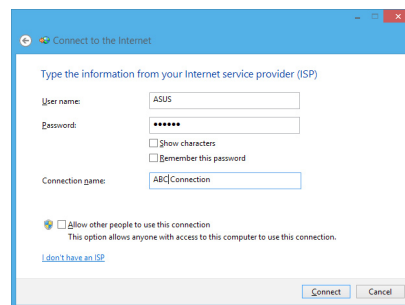 Connect to the Internet
Type the information from your Internet service provider (ISP)
User name: ASUS
Password: ••••••
Show characters
Remember this password
Connection name: ABC Connection
Allow other people to use this connection
This option allows anyone with access to this computer to use this connection.
I don't have an ISP
Connect Cancel